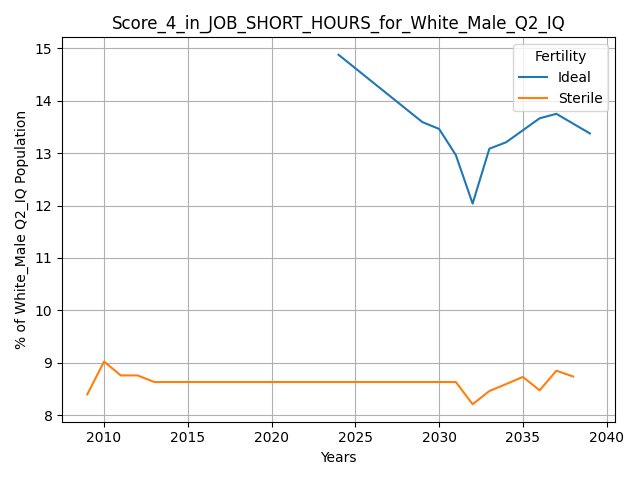 Score_4_in_JOB_SHORT_HOURS_for_White_Male_Q2_IQ
% of White_Male Q2_IQ Population
15
14
13
12
11
10
9
8
Fertility
Ideal
Sterile
2010 2015 2020 2025 2030 2035 2040
Years